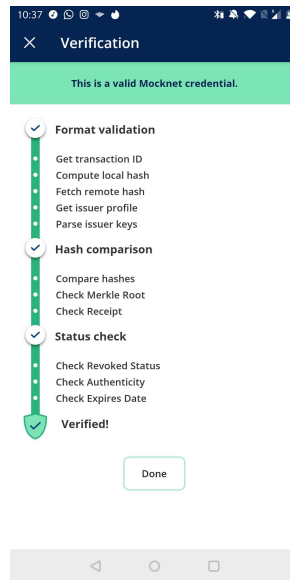 10:37
Verification
This is a valid Mocknet credential.
Format validation
Get transaction ID
Compute local hash
Fetch remote hash
Get issuer profile
Parse issuer keys
Hash comparison
Compare hashes
Check Merkle Root
Check Receipt
Status check
Check Revoked Status
Check Authenticity
Check Expires Date
Verified!
Done